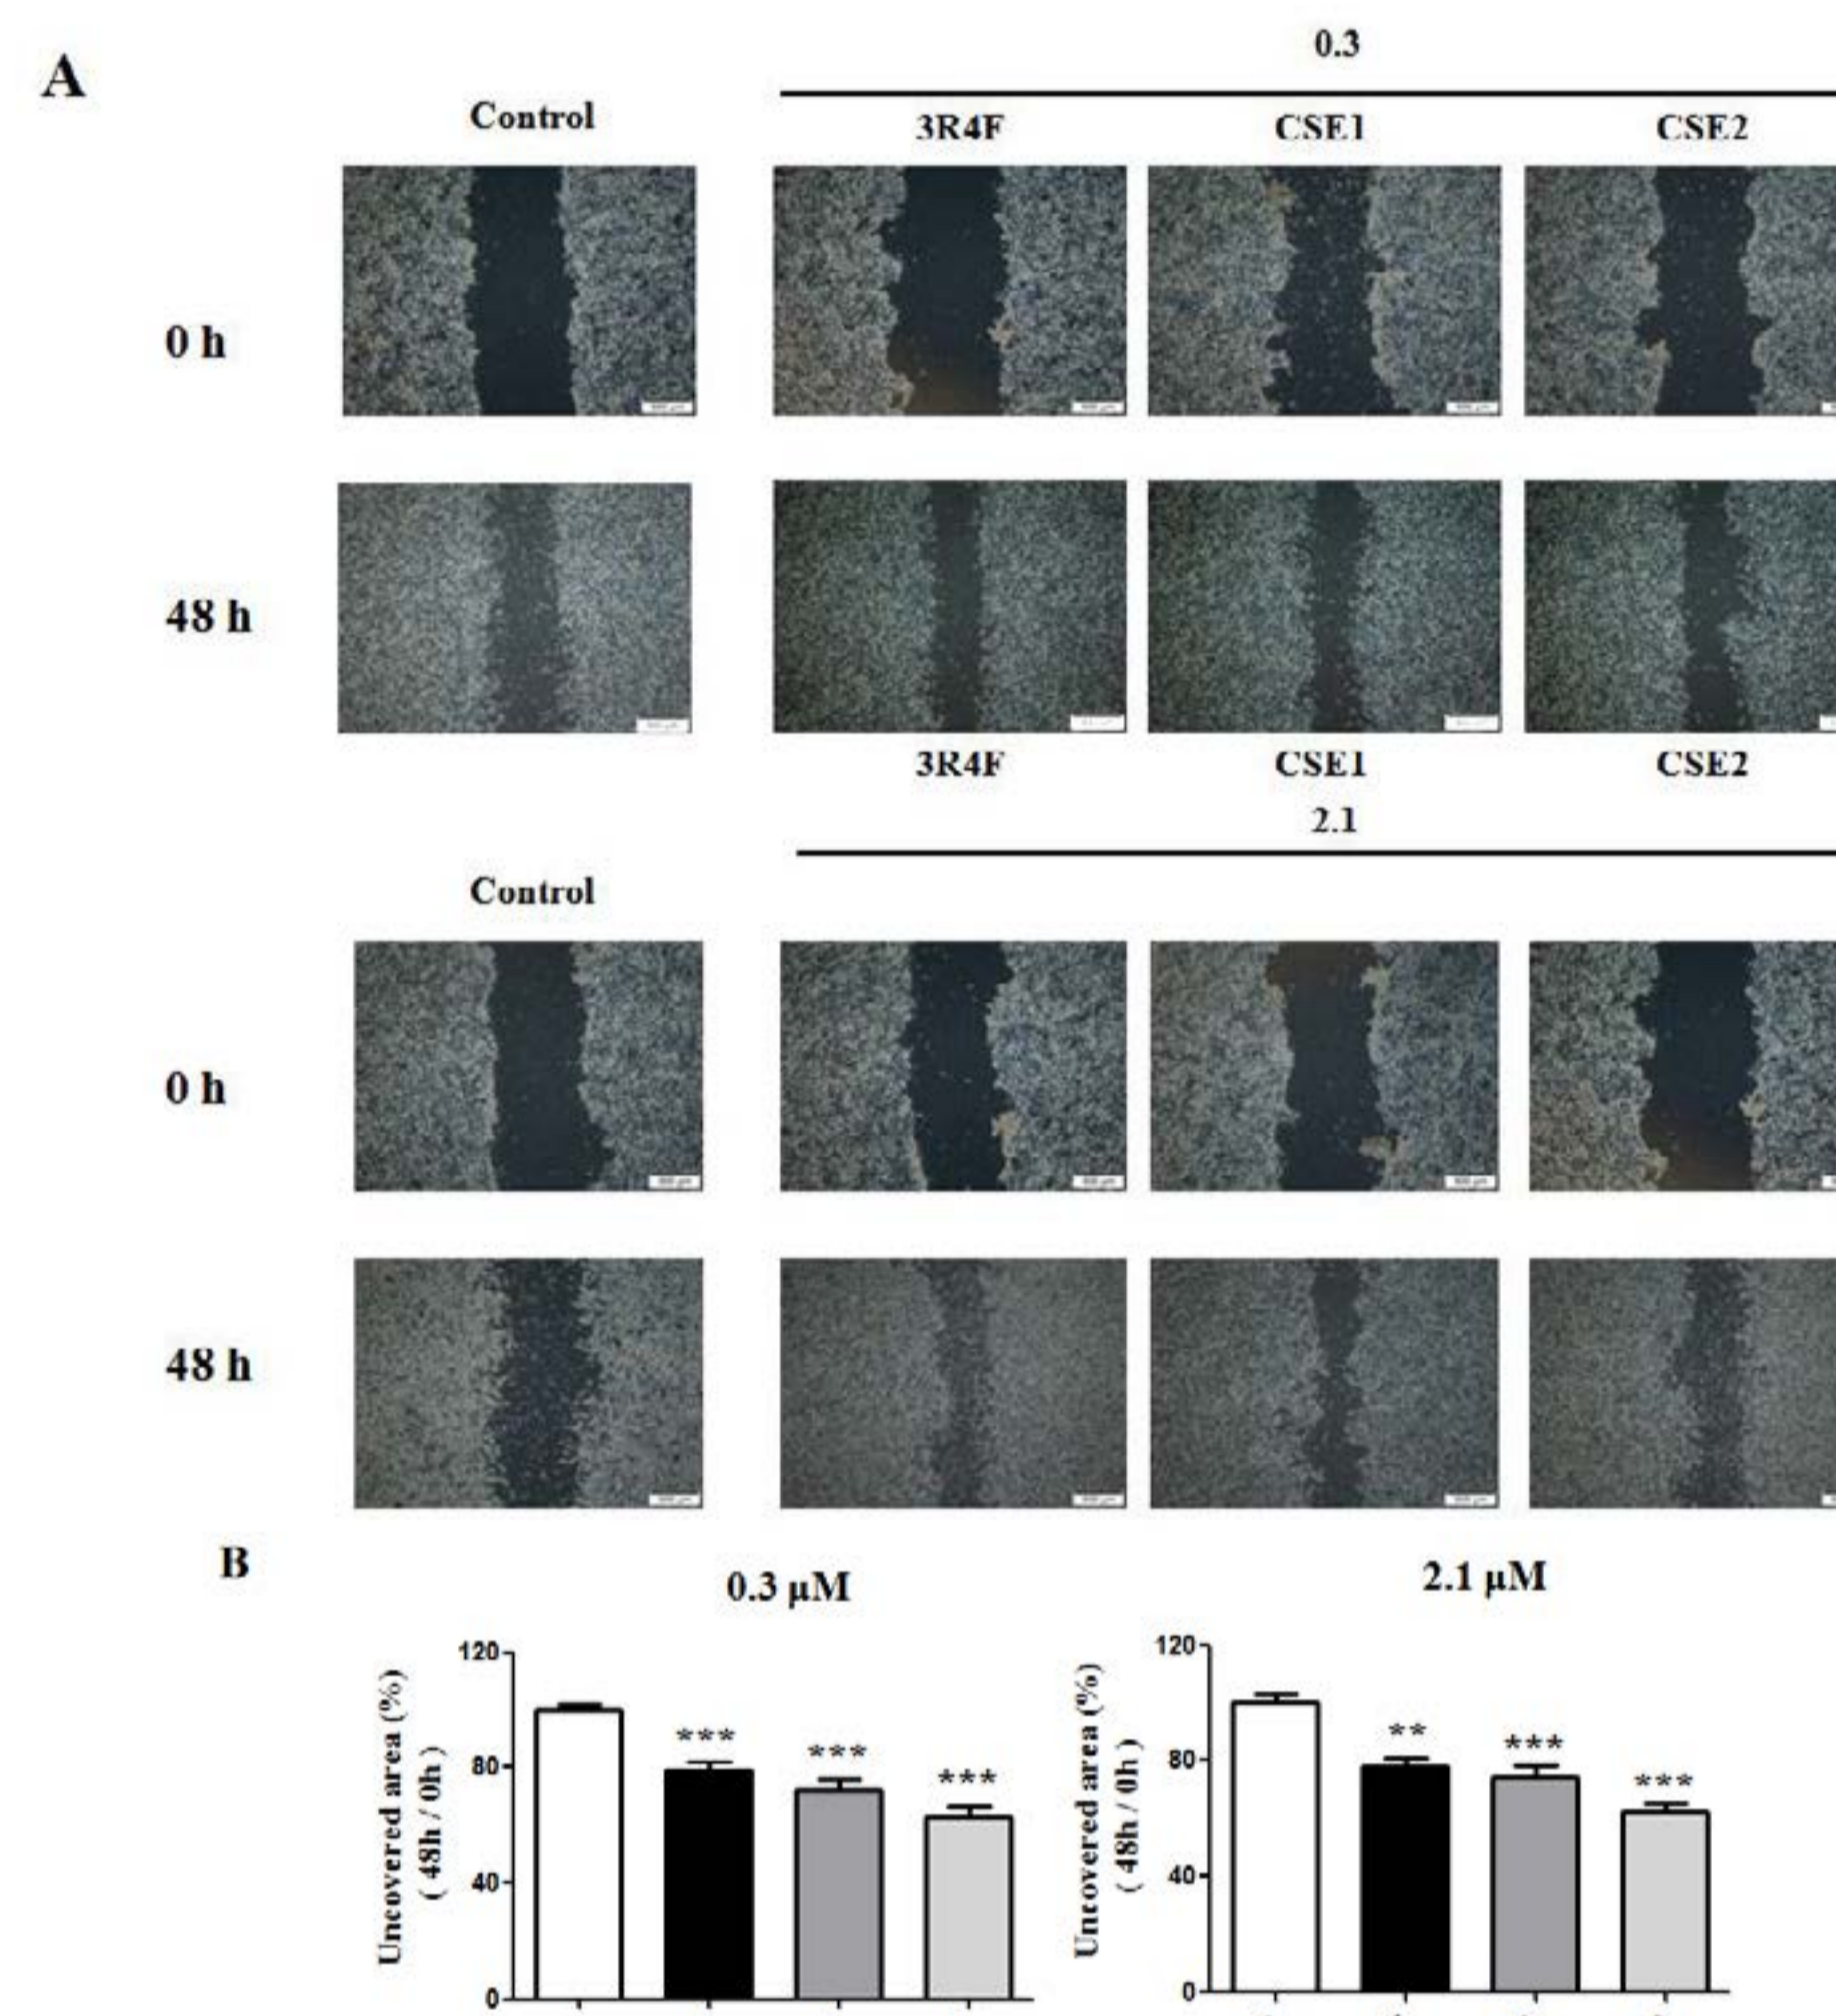 A
0.3
Control
3R4F CSE1 CSE2
0 h
48 h
3R4F CSE1 CSE2
2.1
Control
0 h
48 h
B
0.3 μM
Uncovered area (%)
( 48h / 0h )
120
80
40
0
*** *** ***
2.1 μM
Uncovered area (%)
( 48h / 0h )
120
80
40
0
** *** ***